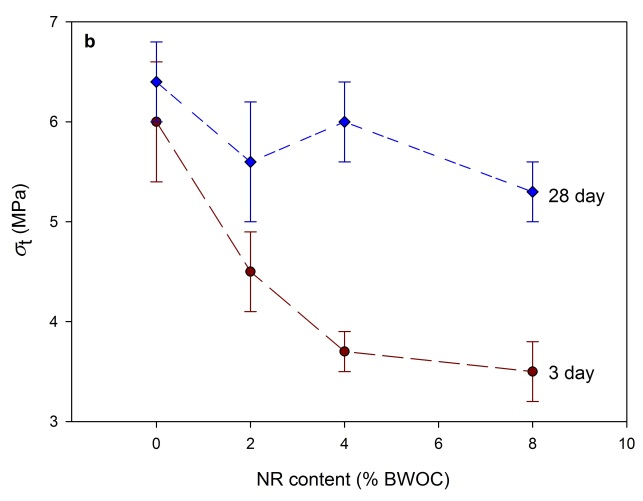 b
7
6
5
4
3
σt (MPa)
28 day
3 day
0 2 4 6 8 10
NR content (% BWOC)